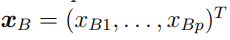 𝒙_B = (x_{B1}, . . . , x_{Bp})^T